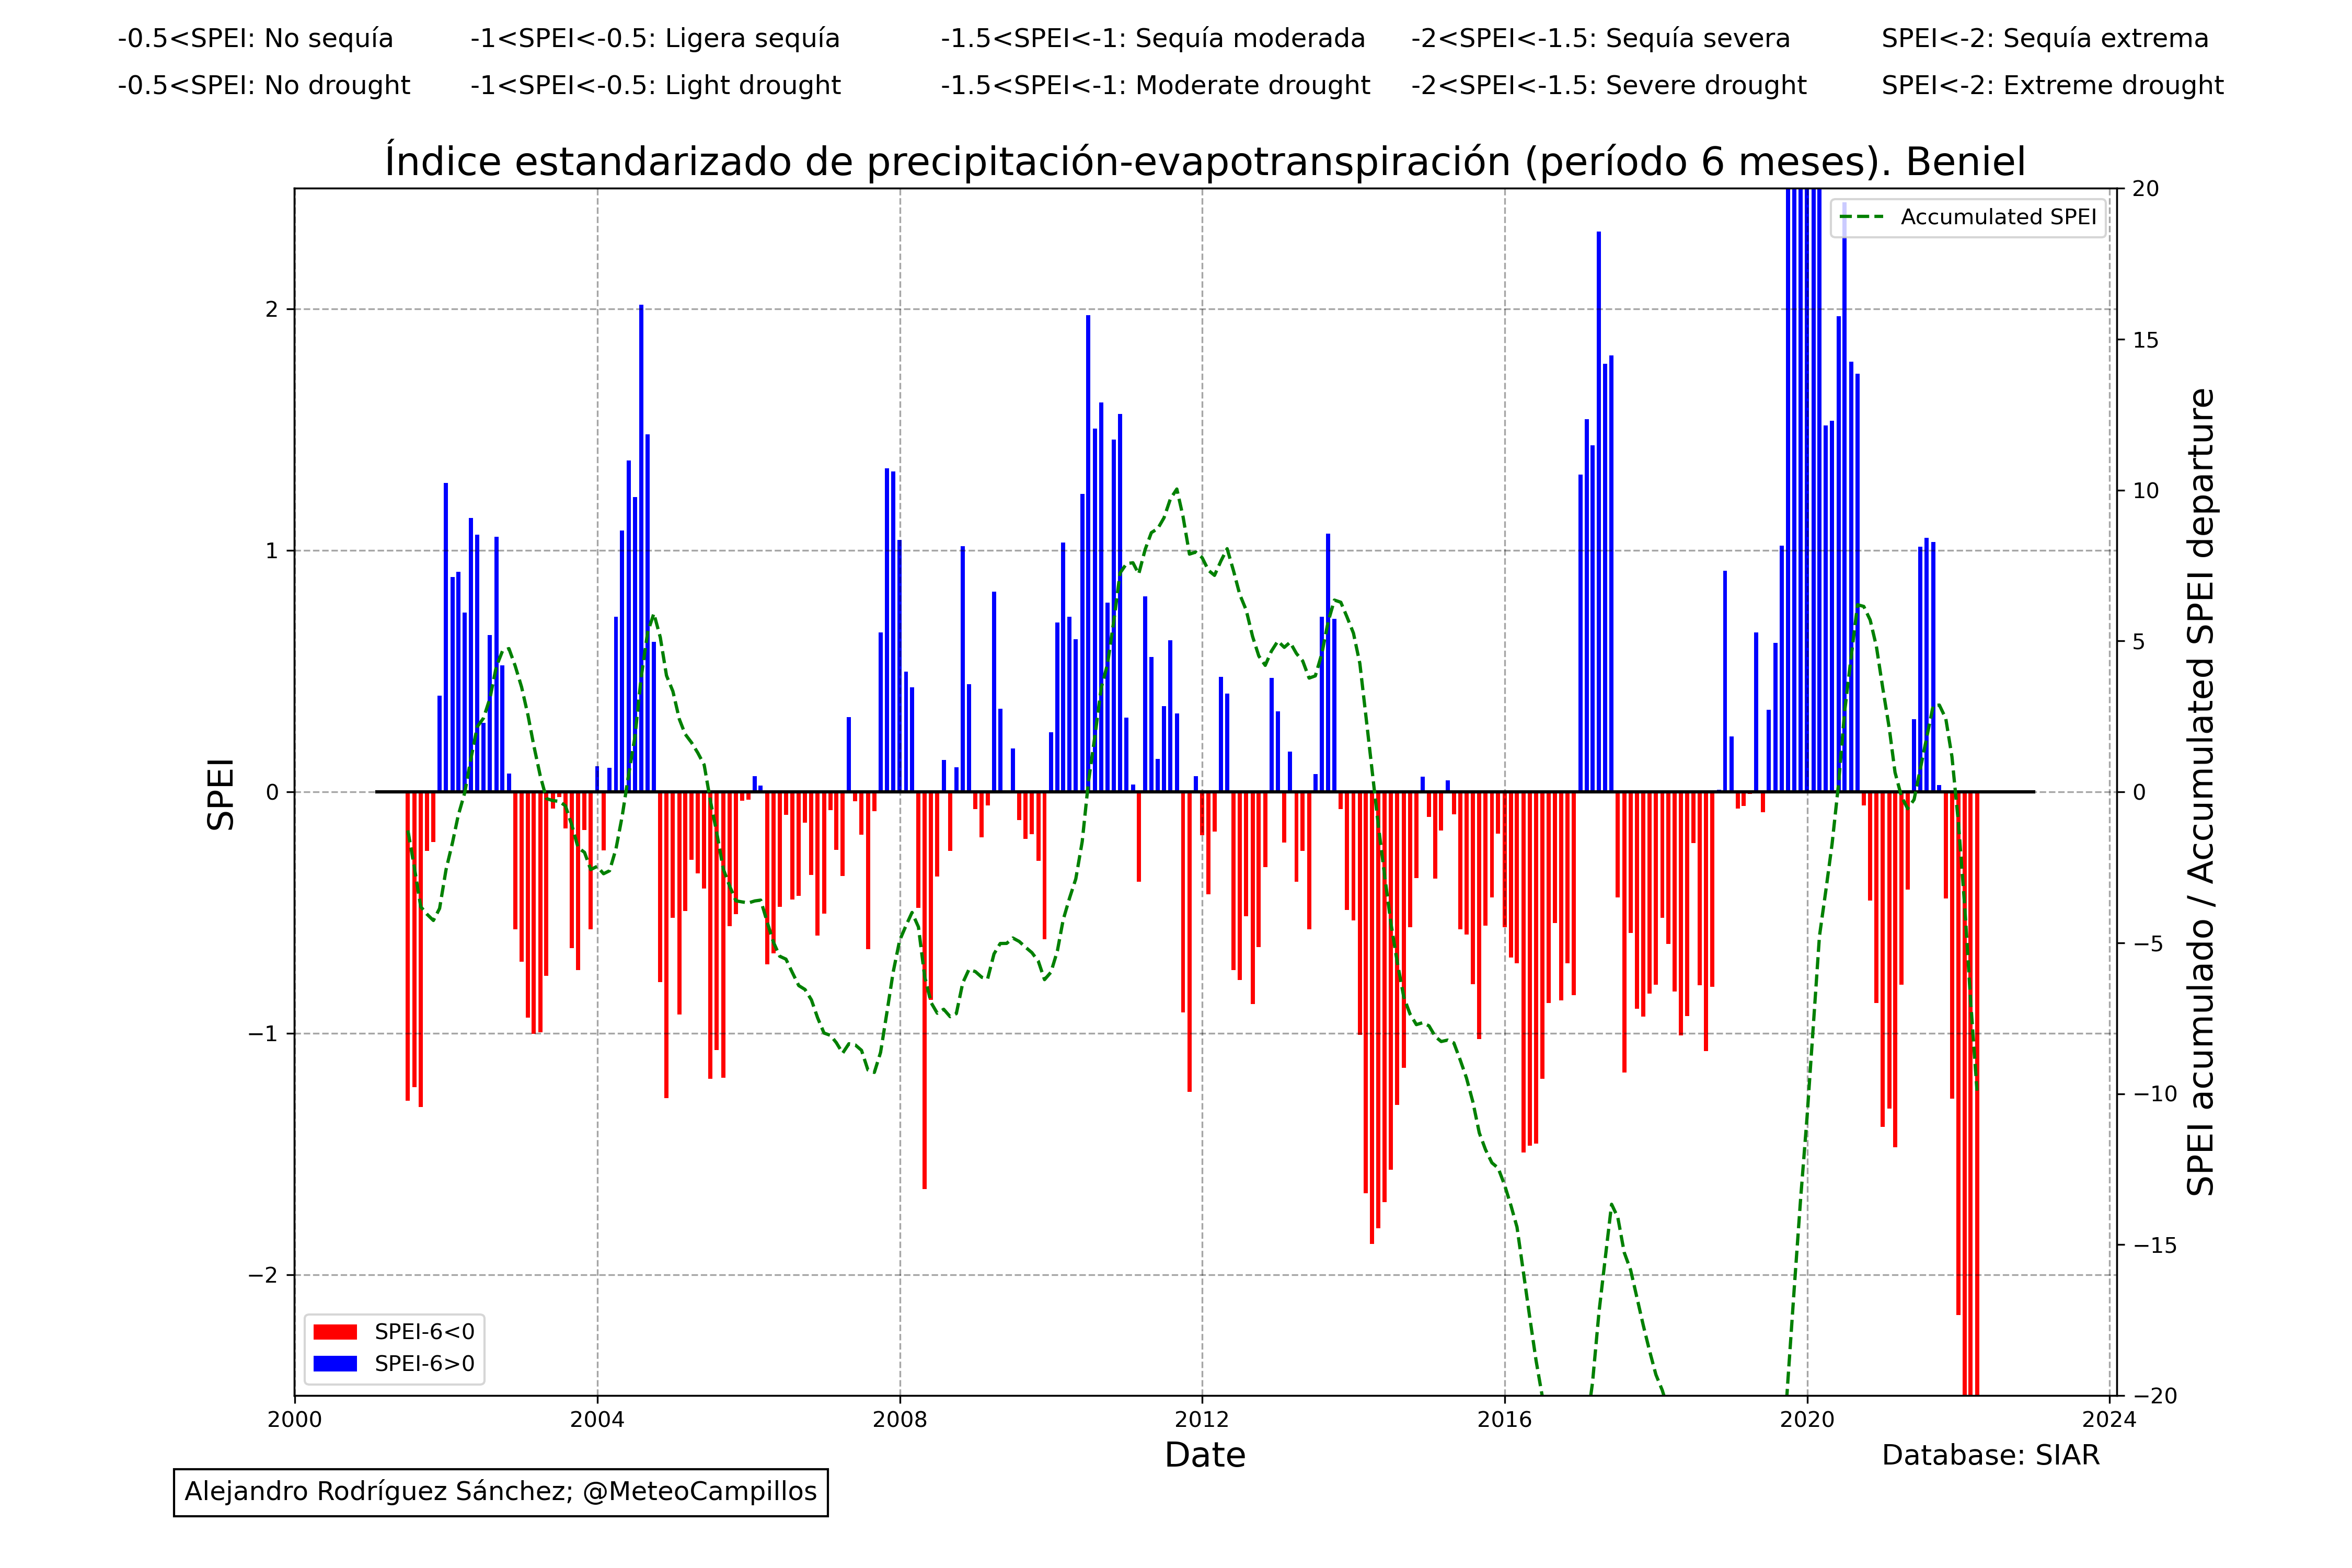 -0.5<SPEI: No sequía -1<SPEI<-0.5: Ligera sequía -1.5<SPEI<-1: Sequía moderada -2<SPEI<-1.5: Sequía severa SPEI<-2: Sequía extrema
-0.5<SPEI: No drought -1<SPEI<-0.5: Light drought -1.5<SPEI<-1: Moderate drought -2<SPEI<-1.5: Severe drought SPEI<-2: Extreme drought
Índice estandarizado de precipitación-evapotranspiración (período 6 meses). Beniel
Accumulated SPEI
SPEI
2
1
0
−1
−2
20
15
10
5
0
−5
−10
−15
−20
SPEI acumulado / Accumulated SPEI departure
SPEI-6<0
SPEI-6>0
2000 2004 2008 2012 2016 2020 2024
Date
Database: SIAR
Alejandro Rodríguez Sánchez; @MeteoCampillos